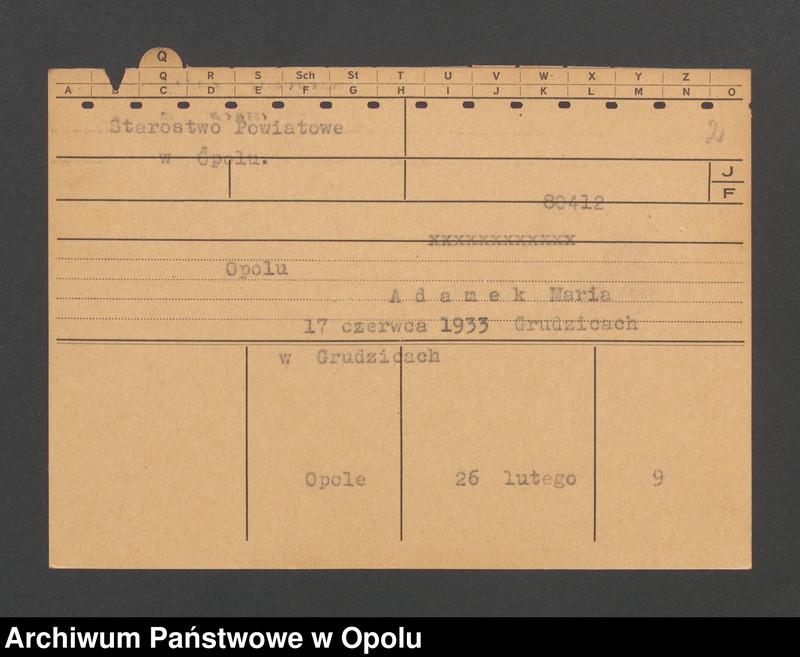 Q
Q R S Sch St T U V W X Y Z
A B C D E F G H I J K L M N O
Starostwo Powiatowe
2
w Opolu.
J
F
80412
xxxxxxxxxxxx
Opolu
A d a m e k Maria
17 czerwca 1933 Grudzicach
w Grudzicach
Opole 26 lutego 9
Archiwum Państwowe w Opolu